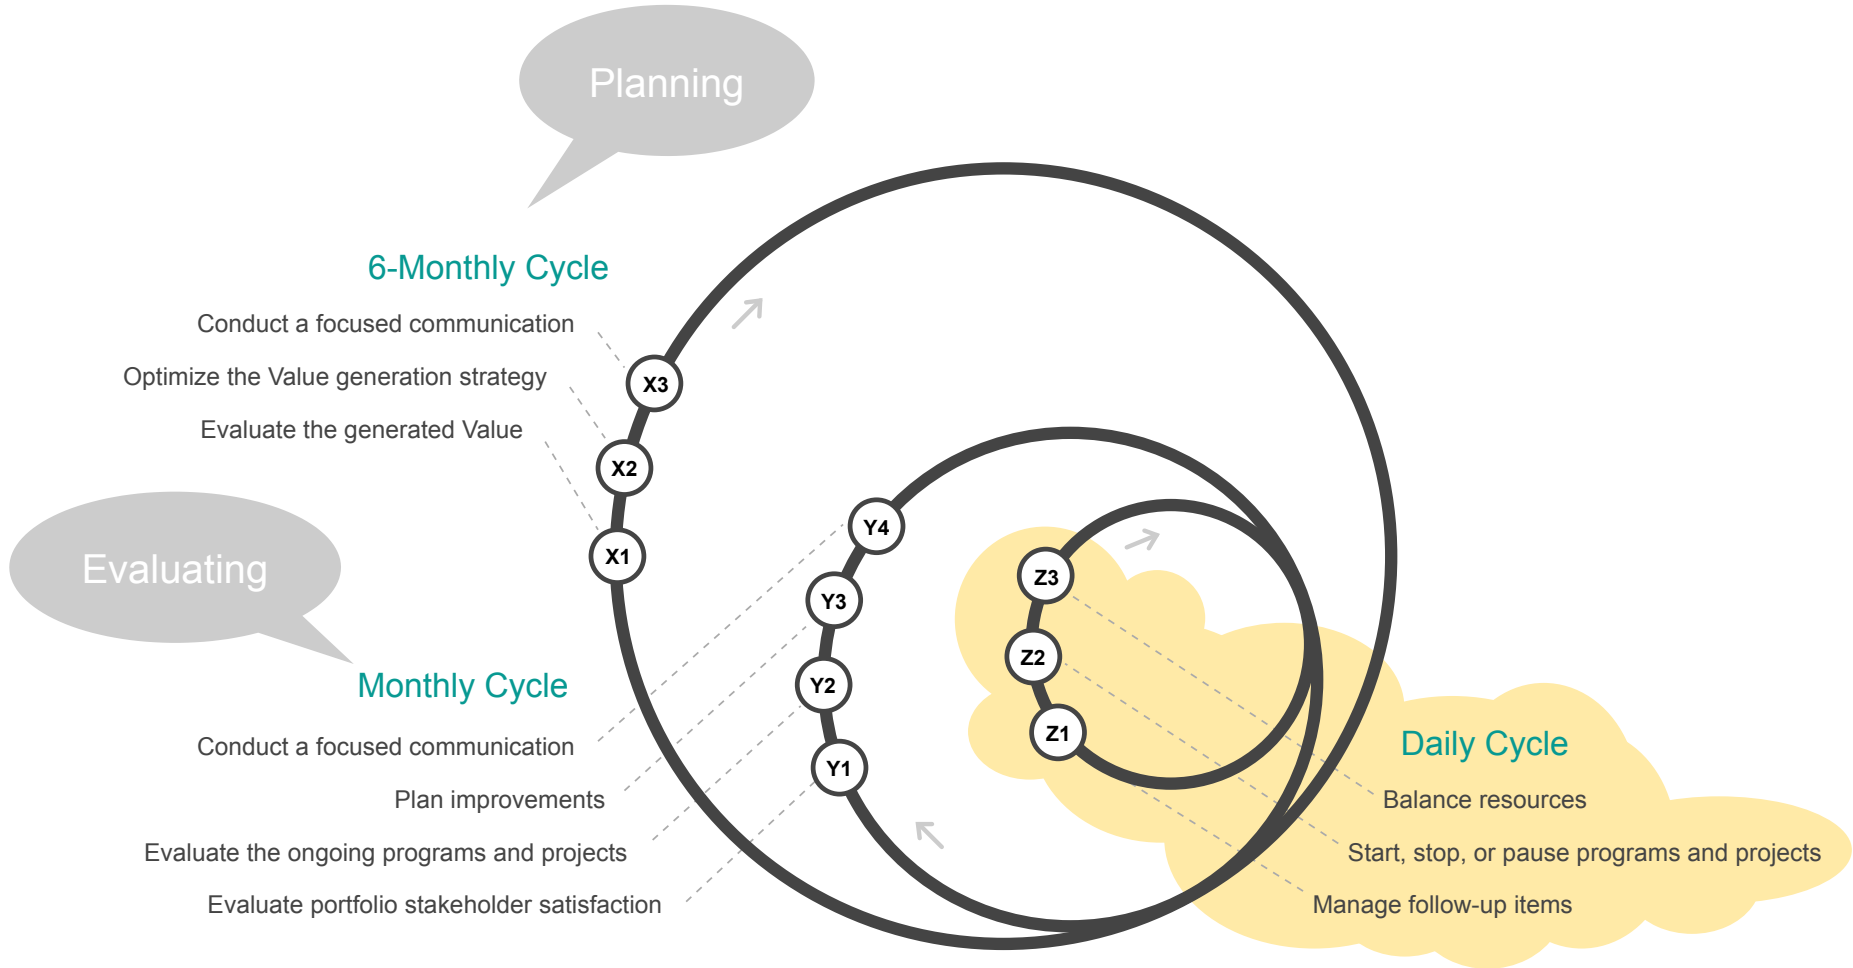 Planning
6-Monthly Cycle
Conduct a focused communication
Optimize the Value generation strategy
Evaluate the generated Value
X3
X2
X1
Evaluating
Monthly Cycle
Conduct a focused communication
Plan improvements
Evaluate the ongoing programs and projects
Evaluate portfolio stakeholder satisfaction
Y4
Y3
Y2
Y1
Z3
Z2
Z1
Daily Cycle
Balance resources
Start, stop, or pause programs and projects
Manage follow-up items